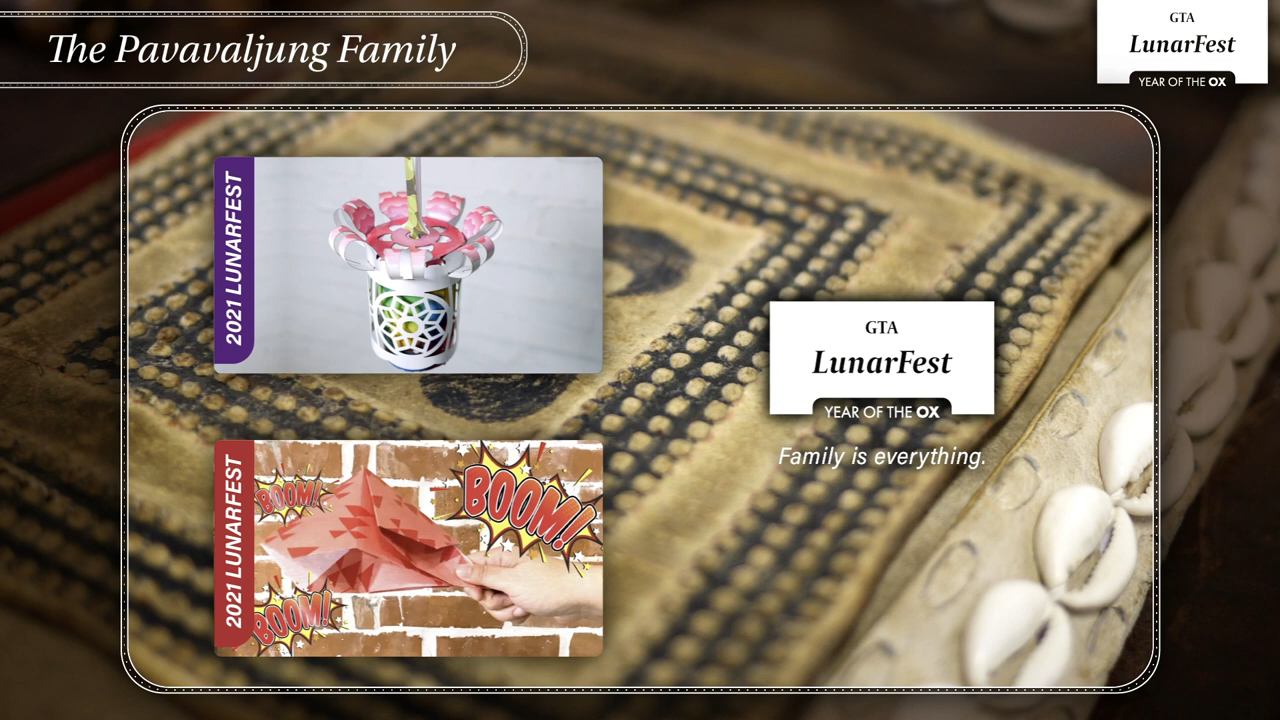 The Pavavaljung Family
GTA
LunarFest
YEAR OF THE OX
2021 LUNARFEST
GTA
LunarFest
YEAR OF THE OX
Family is everything.
2021 LUNARFEST
BOOM!
BOOM!
BOOM!